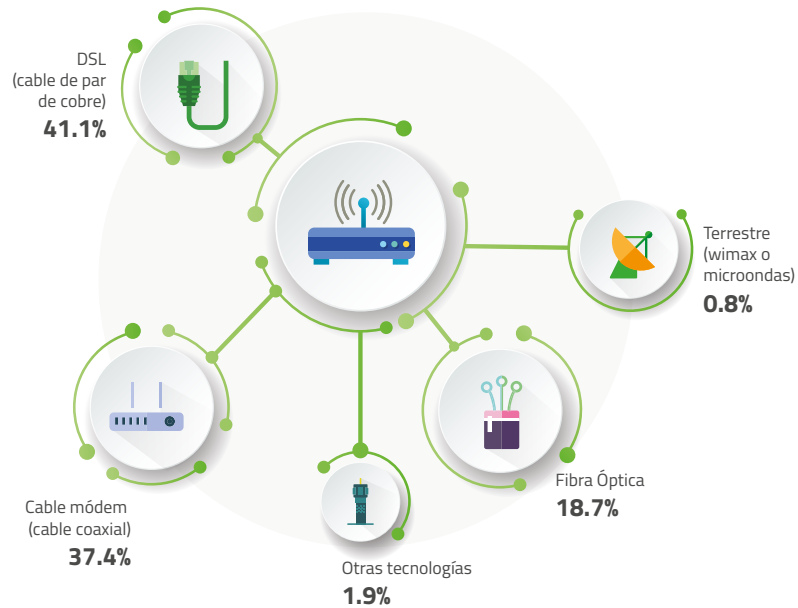 DSL
(cable de par
de cobre)
41.1%
Terrestre
(wimax o
microondas)
0.8%
Fibra Óptica
18.7%
Cable módem
(cable coaxial)
37.4%
Otras tecnologías
1.9%